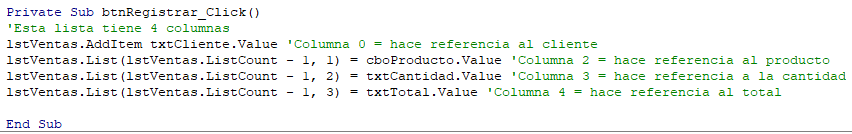 Private Sub btnRegistrar_Click()
'Esta lista tiene 4 columnas
lstVentas.AddItem txtCliente.Value 'Columna 0 = hace referencia al cliente
lstVentas.List(lstVentas.ListCount - 1, 1) = cboProducto.Value 'Columna 2 = hace referencia al producto
lstVentas.List(lstVentas.ListCount - 1, 2) = txtCantidad.Value 'Columna 3 = hace referencia a la cantidad
lstVentas.List(lstVentas.ListCount - 1, 3) = txtTotal.Value 'Columna 4 = hace referencia al total
End Sub